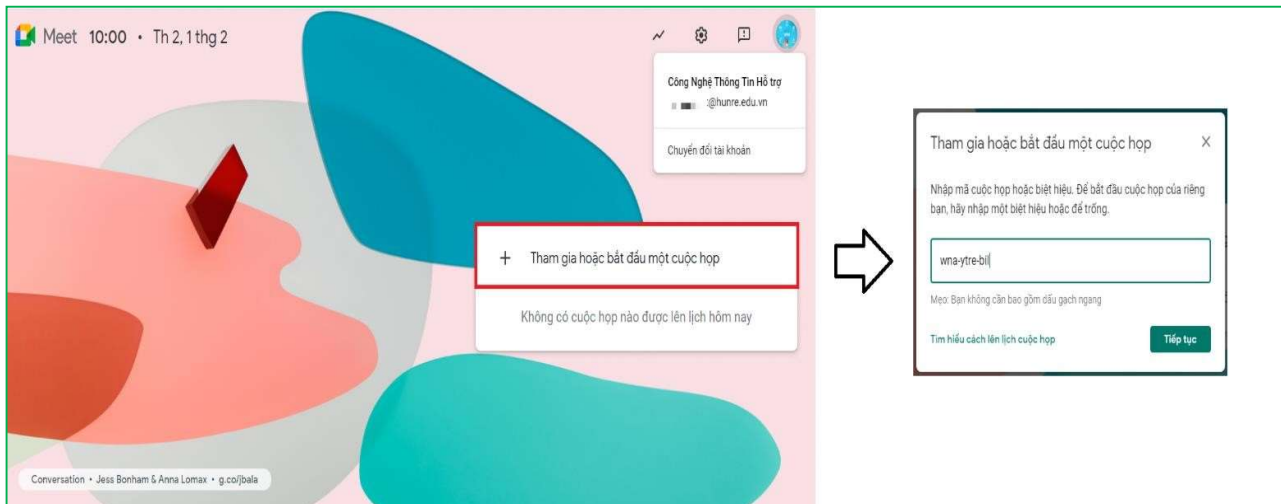 Meet 10:00 • Th 2, 1 thg 2
Công Nghệ Thông Tin Hỗ trợ
@hunre.edu.vn
Chuyển đổi tài khoản
+ Tham gia hoặc bắt đầu một cuộc họp
Không có cuộc họp nào được lên lịch hôm nay
Conversation • Jess Bonham & Anna Lomax • g.co/jbala
Tham gia hoặc bắt đầu một cuộc họp
Nhập mã cuộc họp hoặc biệt hiệu. Để bắt đầu cuộc họp của riêng
bạn, hãy nhập một biệt hiệu hoặc để trống.
wna-ytre-bil
Mẹo: Bạn không cần bao gồm dấu gạch ngang
Tìm hiểu cách lên lịch cuộc họp
Tiếp tục